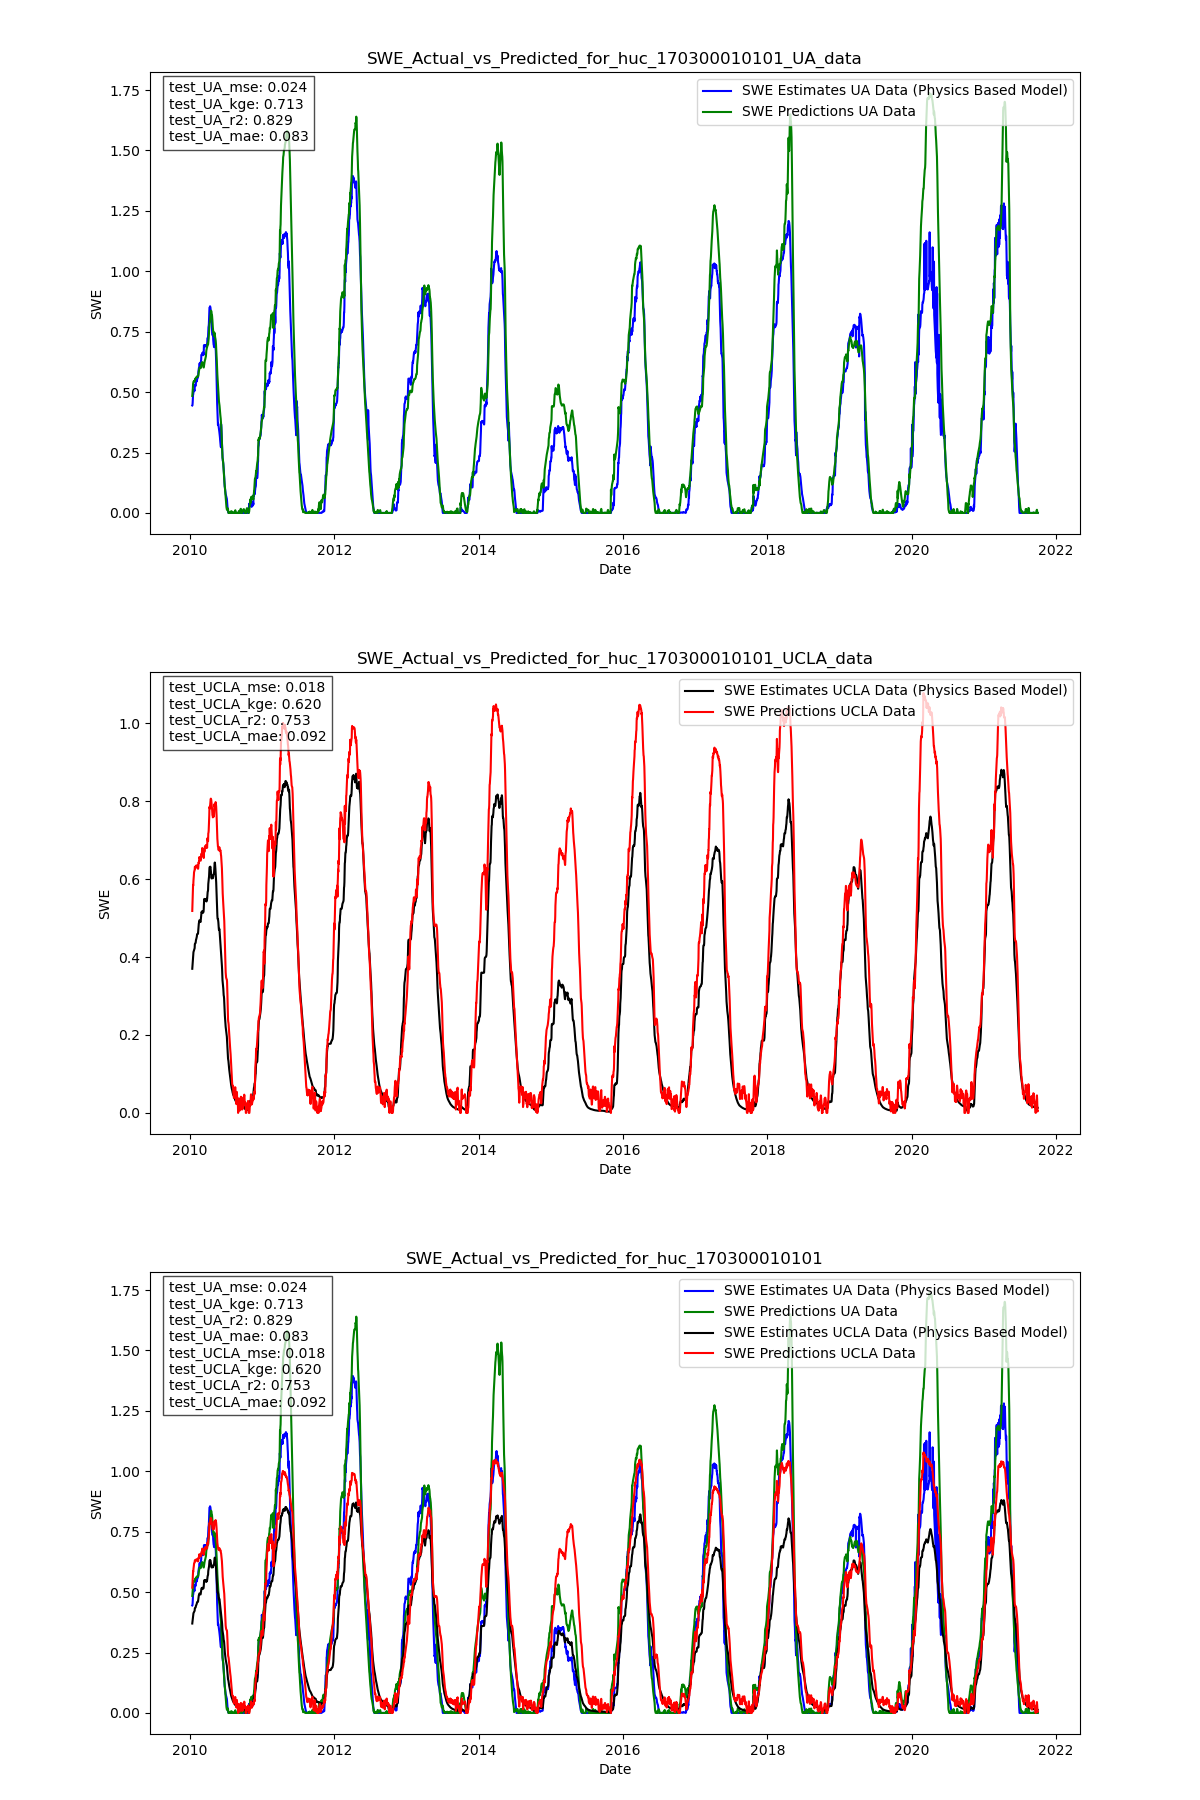 SWE_Actual_vs_Predicted_for_huc_170300010101_UA_data
test_UA_mse: 0.024
test_UA_kge: 0.713
test_UA_r2: 0.829
test_UA_mae: 0.083
SWE Estimates UA Data (Physics Based Model)
SWE Predictions UA Data
1.75
1.50
1.25
1.00
0.75
0.50
0.25
0.00
SWE
2010 2012 2014 2016 2018 2020 2022
Date
SWE_Actual_vs_Predicted_for_huc_170300010101_UCLA_data
test_UCLA_mse: 0.018
test_UCLA_kge: 0.620
test_UCLA_r2: 0.753
test_UCLA_mae: 0.092
SWE Estimates UCLA Data (Physics Based Model)
SWE Predictions UCLA Data
1.0
0.8
0.6
0.4
0.2
0.0
SWE
2010 2012 2014 2016 2018 2020 2022
Date
SWE_Actual_vs_Predicted_for_huc_170300010101
test_UA_mse: 0.024
test_UA_kge: 0.713
test_UA_r2: 0.829
test_UA_mae: 0.083
test_UCLA_mse: 0.018
test_UCLA_kge: 0.620
test_UCLA_r2: 0.753
test_UCLA_mae: 0.092
SWE Estimates UA Data (Physics Based Model)
SWE Predictions UA Data
SWE Estimates UCLA Data (Physics Based Model)
SWE Predictions UCLA Data
1.75
1.50
1.25
1.00
0.75
0.50
0.25
0.00
SWE
2010 2012 2014 2016 2018 2020 2022
Date